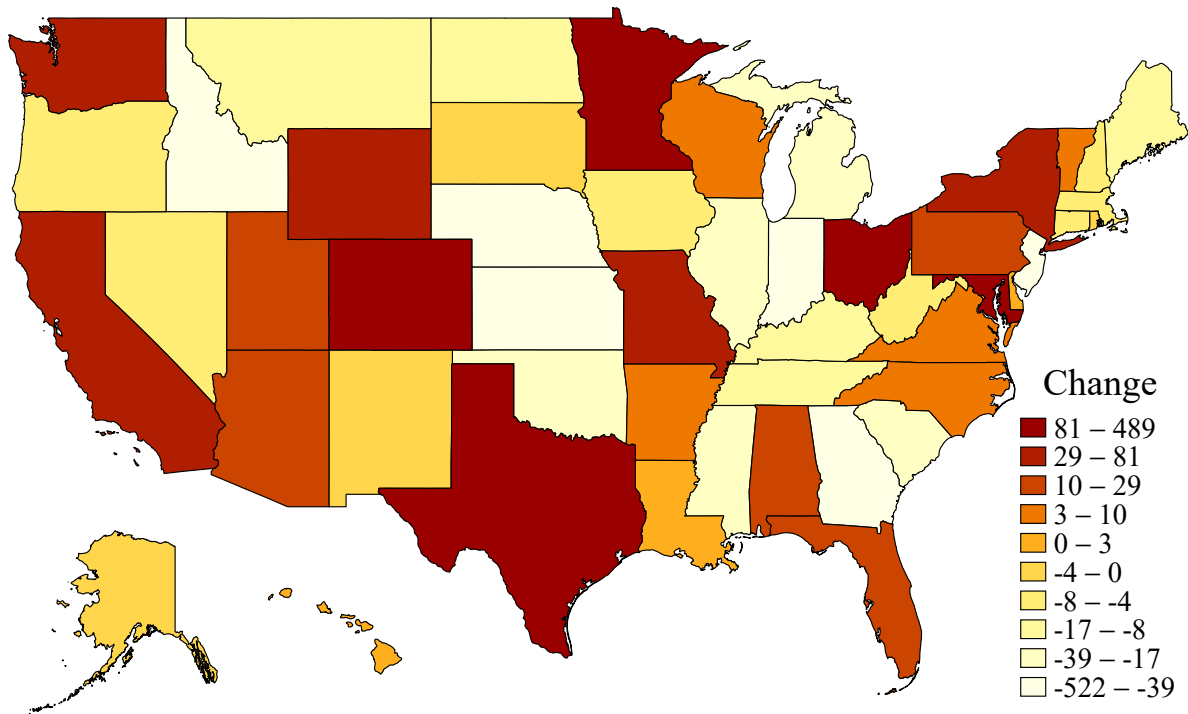 Change
81 – 489
29 – 81
10 – 29
3 – 10
0 – 3
-4 – 0
-8 – -4
-17 – -8
-39 – -17
-522 – -39